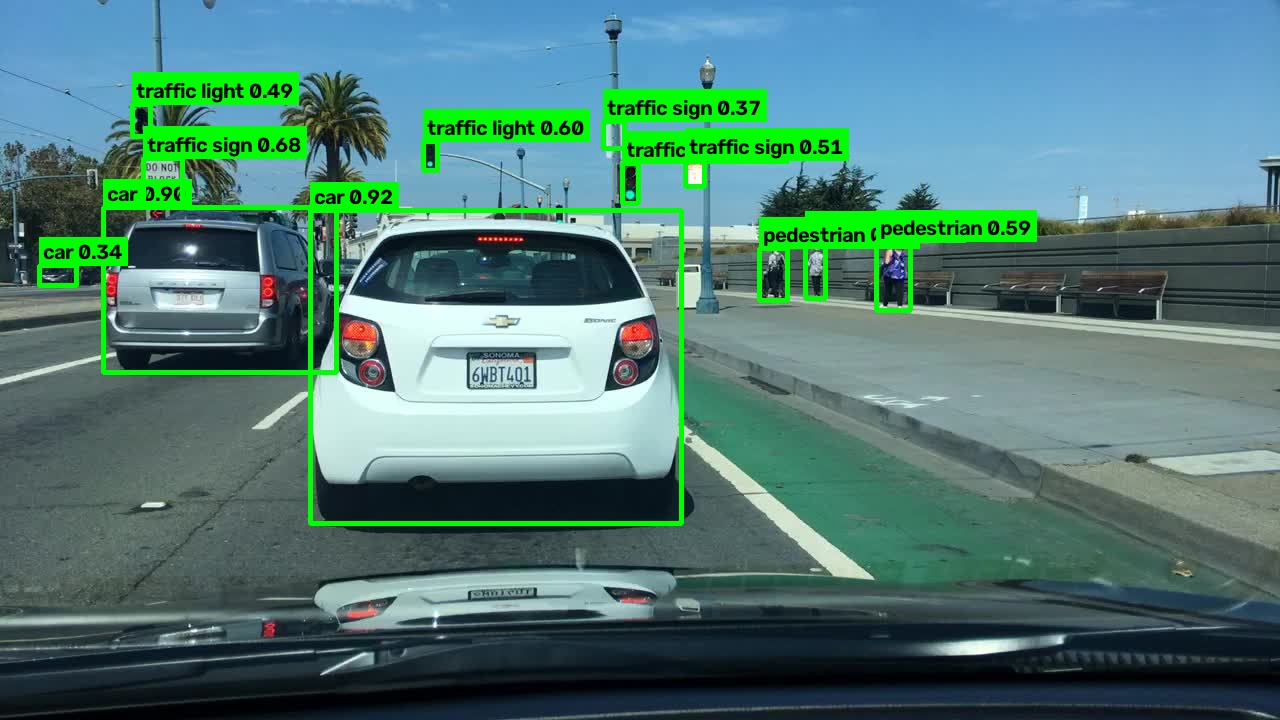 traffic light 0.49
traffic sign 0.37
traffic light 0.60
traffic sign 0.68
traffic
traffic sign 0.51
DO NOT
BLOCK
car 0.90
car 0.92
pedestrian
pedestrian 0.59
car 0.34
SONIC
SONOMA
California
6WBT401